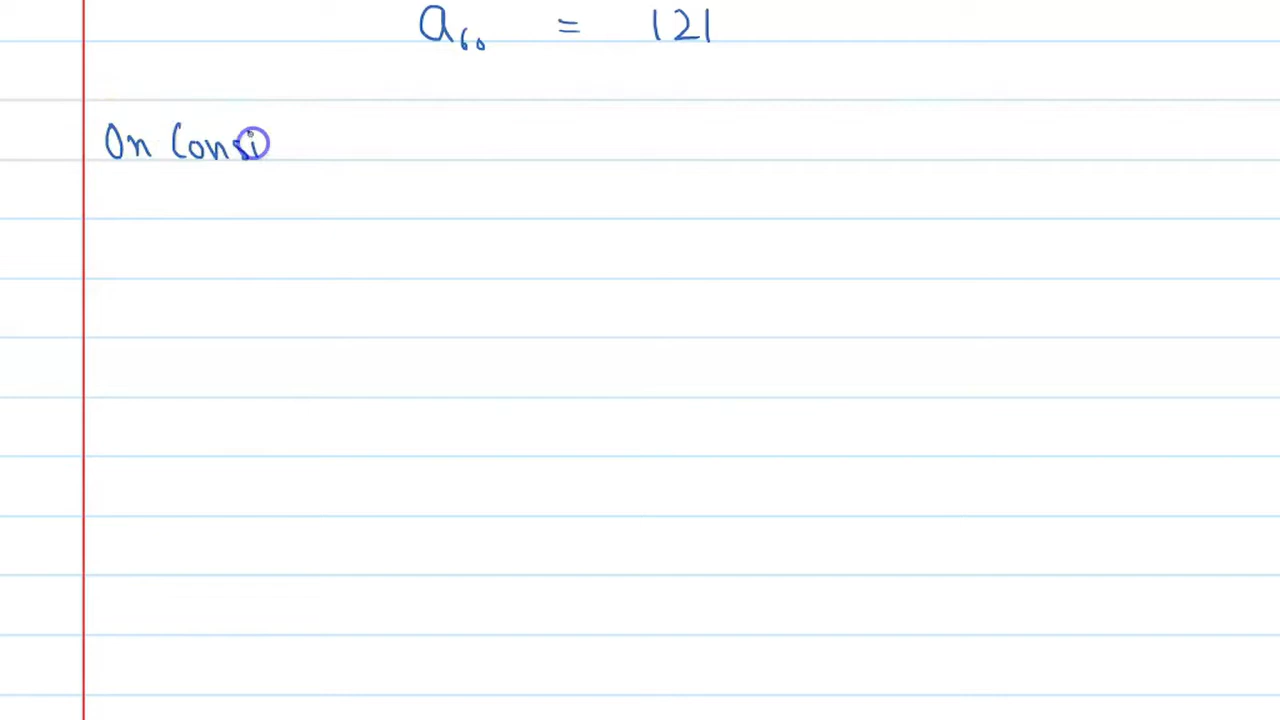 a₆₀ = 121
On Consi